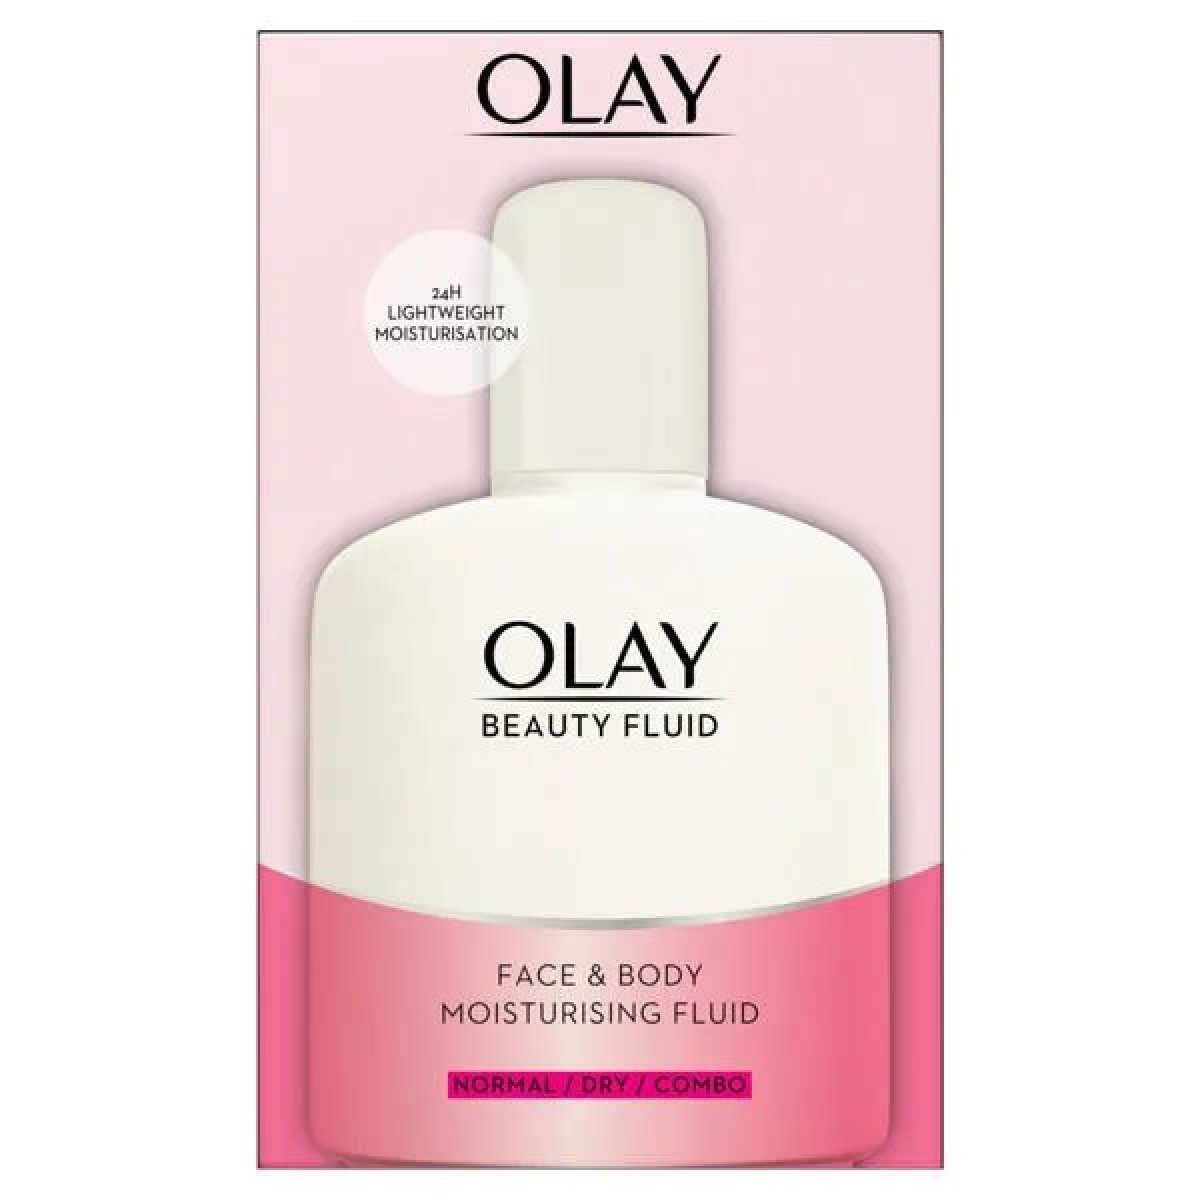 OLAY
24H
LIGHTWEIGHT
MOISTURISATION
OLAY
BEAUTY FLUID
FACE & BODY
MOISTURISING FLUID
NORMAL / DRY / COMBO